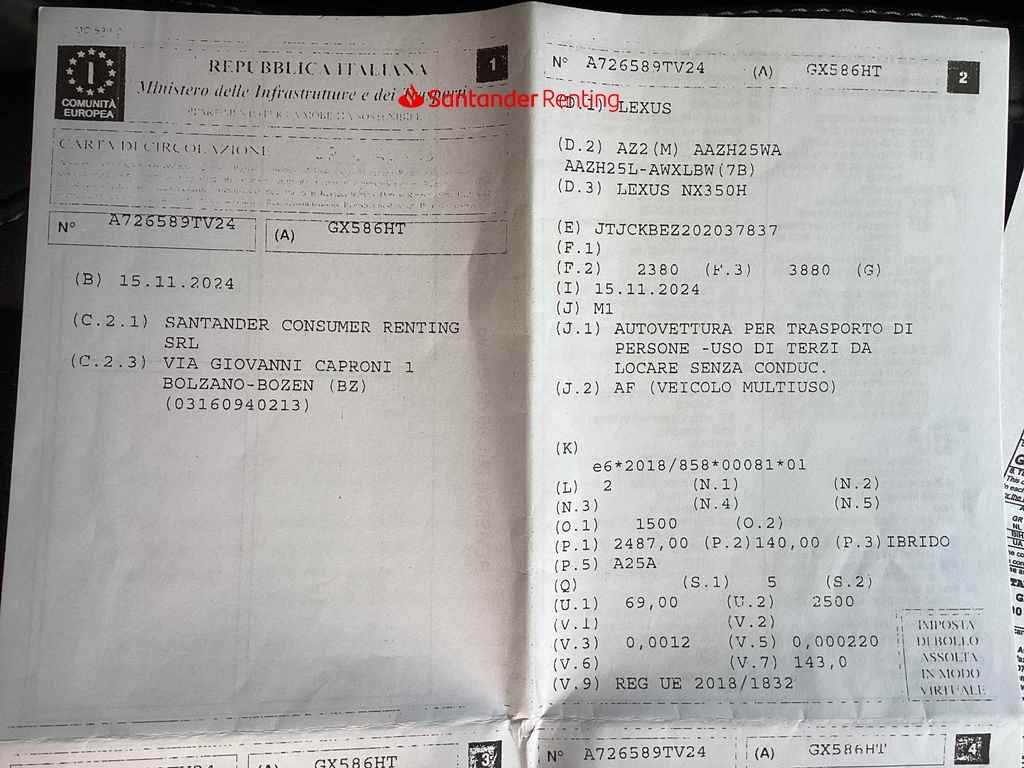 COMUNITÀ
EUROPEA
I
REPUBBLICA ITALIANA
1
Ministero delle Infrastrutture e dei Trasporti
Santander Renting
CARTA DI CIRCOLAZIONE
N° A726589TV24
(A) GX586HT
(B) 15.11.2024
(C.2.1) SANTANDER CONSUMER RENTING
SRL
(C.2.3) VIA GIOVANNI CAPRONI 1
BOLZANO-BOZEN (BZ)
(03160940213)
3
(A) GX586HT
N° A726589TV24 (A) GX586HT
2
(D.1) LEXUS
(D.2) AZ2(M) AAZH25WA
AAZH25L-AWXLBW(7B)
(D.3) LEXUS NX350H
(E) JTJCKBEZ202037837
(F.1)
(F.2) 2380 (F.3) 3880 (G)
(I) 15.11.2024
(J) M1
(J.1) AUTOVETTURA PER TRASPORTO DI
PERSONE -USO DI TERZI DA
LOCARE SENZA CONDUC.
(J.2) AF (VEICOLO MULTIUSO)
(K)
e6*2018/858*00081*01
(L) 2 (N.1) (N.2)
(N.3) (N.4) (N.5)
(O.1) 1500 (O.2)
(P.1) 2487,00 (P.2)140,00 (P.3)IBRIDO
(P.5) A25A
(Q) (S.1) 5 (S.2)
(U.1) 69,00 (U.2) 2500
(V.1) (V.2)
(V.3) 0,0012 (V.5) 0,000220
(V.6) (V.7) 143,0
(V.9) REG UE 2018/1832
IMPOSTA
DI BOLLO
ASSOLTA
IN MODO
VIRTUALE
N° A726589TV24 (A) GX586HT
4